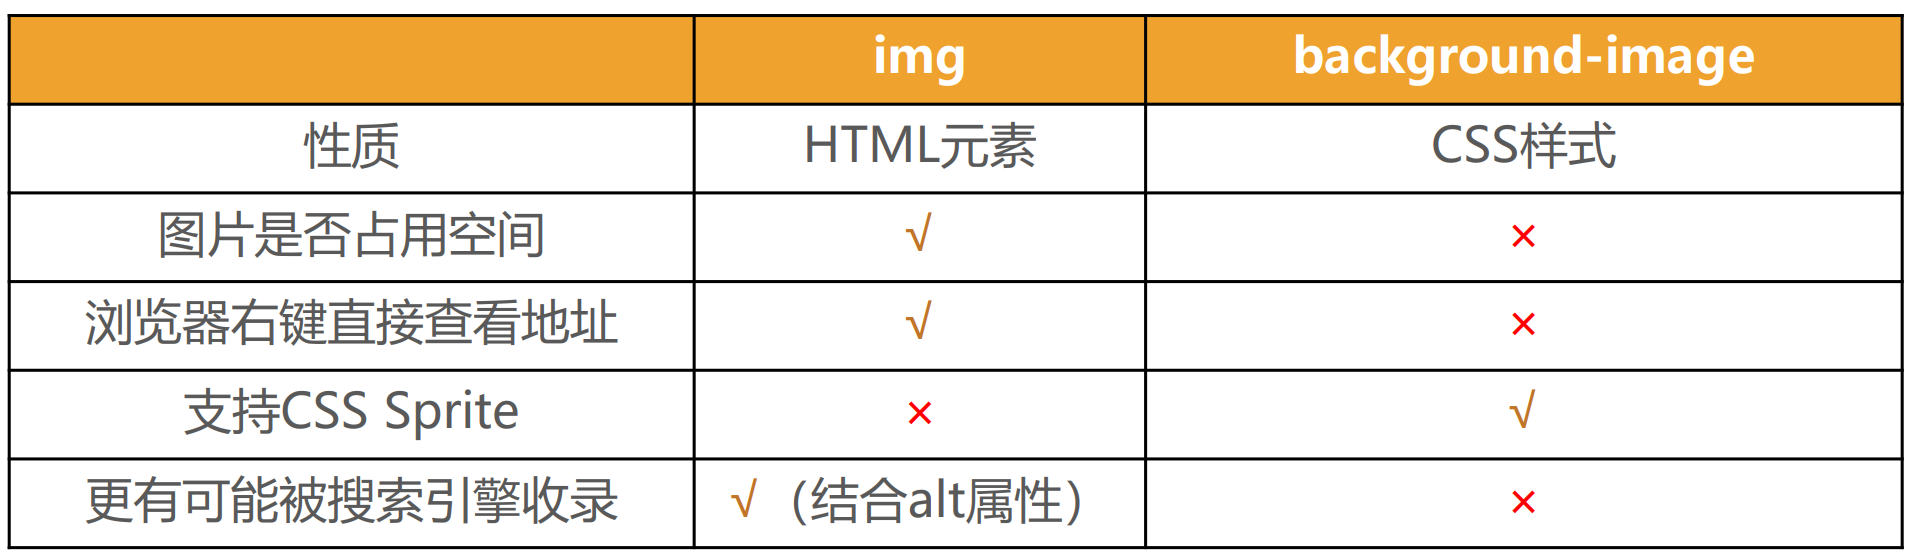 img background-image
性质 HTML元素 CSS样式
图片是否占用空间 √ ×
浏览器右键直接查看地址 √ ×
支持CSS Sprite × √
更有可能被搜索引擎收录 √（结合alt属性） ×